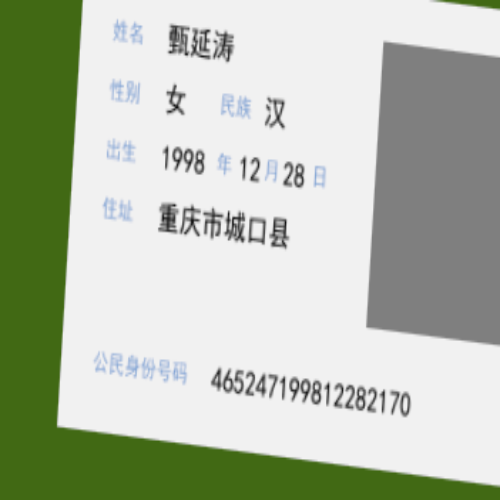 姓名 甄延涛
性别 女 民族 汉
出生 1998 年 12 月 28 日
住址 重庆市城口县
公民身份号码 465247199812282170